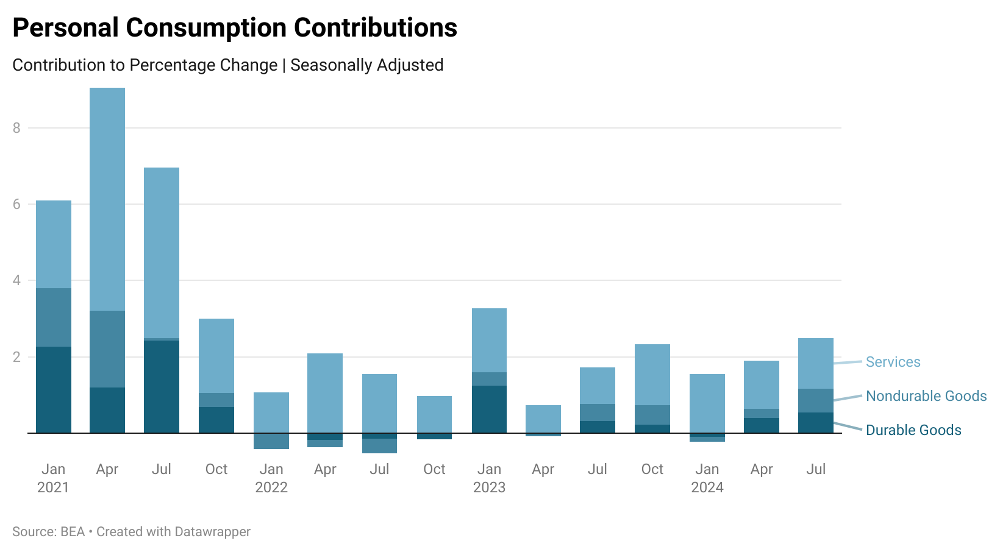 Personal Consumption Contributions
Contribution to Percentage Change | Seasonally Adjusted
8
6
4
2
Services
Nondurable Goods
Durable Goods
Jan Apr Jul Oct Jan Apr Jul Oct Jan Apr Jul Oct Jan Apr Jul
2021 2022 2023 2024
Source: BEA • Created with Datawrapper